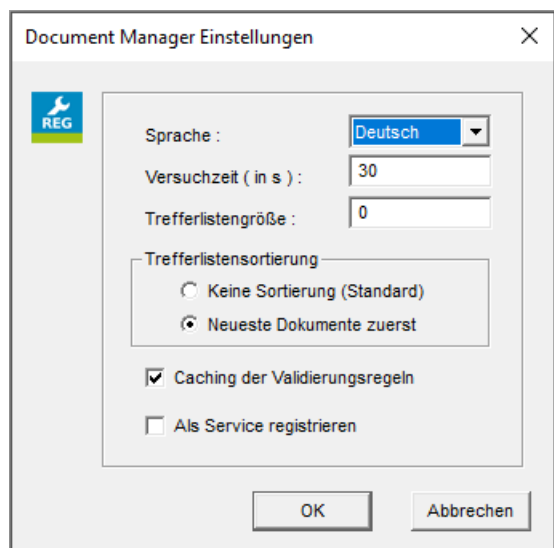 Document Manager Einstellungen
REG
Sprache :
Deutsch
Versuchzeit ( in s ) :
30
Trefferlistengröße :
0
Trefferlistensortierung
Keine Sortierung (Standard)
Neueste Dokumente zuerst
Caching der Validierungsregeln
Als Service registrieren
OK
Abbrechen